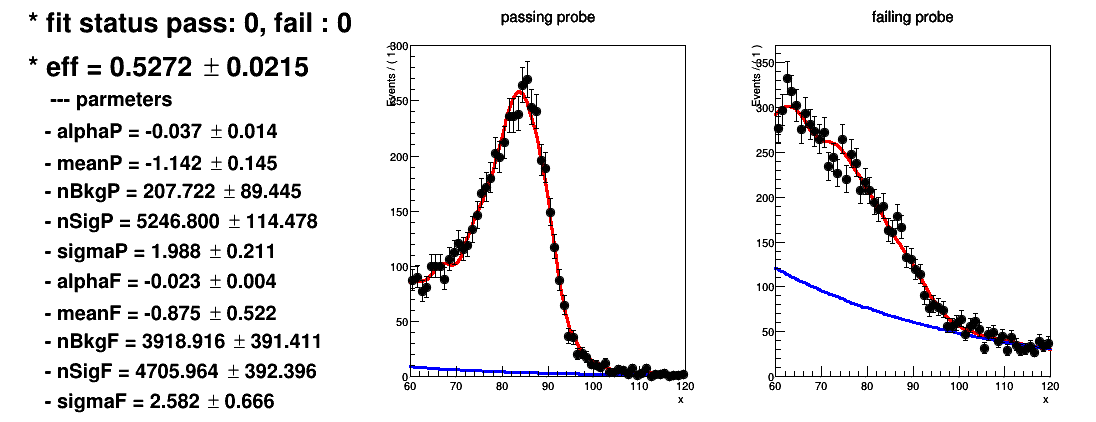 * fit status pass: 0, fail : 0
* eff = 0.5272 ± 0.0215
--- parmeters
- alphaP = -0.037 ± 0.014
- meanP = -1.142 ± 0.145
- nBkgP = 207.722 ± 89.445
- nSigP = 5246.800 ± 114.478
- sigmaP = 1.988 ± 0.211
- alphaF = -0.023 ± 0.004
- meanF = -0.875 ± 0.522
- nBkgF = 3918.916 ± 391.411
- nSigF = 4705.964 ± 392.396
- sigmaF = 2.582 ± 0.666
passing probe
Events / ( 1 )
300
250
200
150
100
50
0
60 70 80 90 100 110 120
x
failing probe
Events / ( 1 )
350
300
250
200
150
100
50
0
60 70 80 90 100 110 120
x